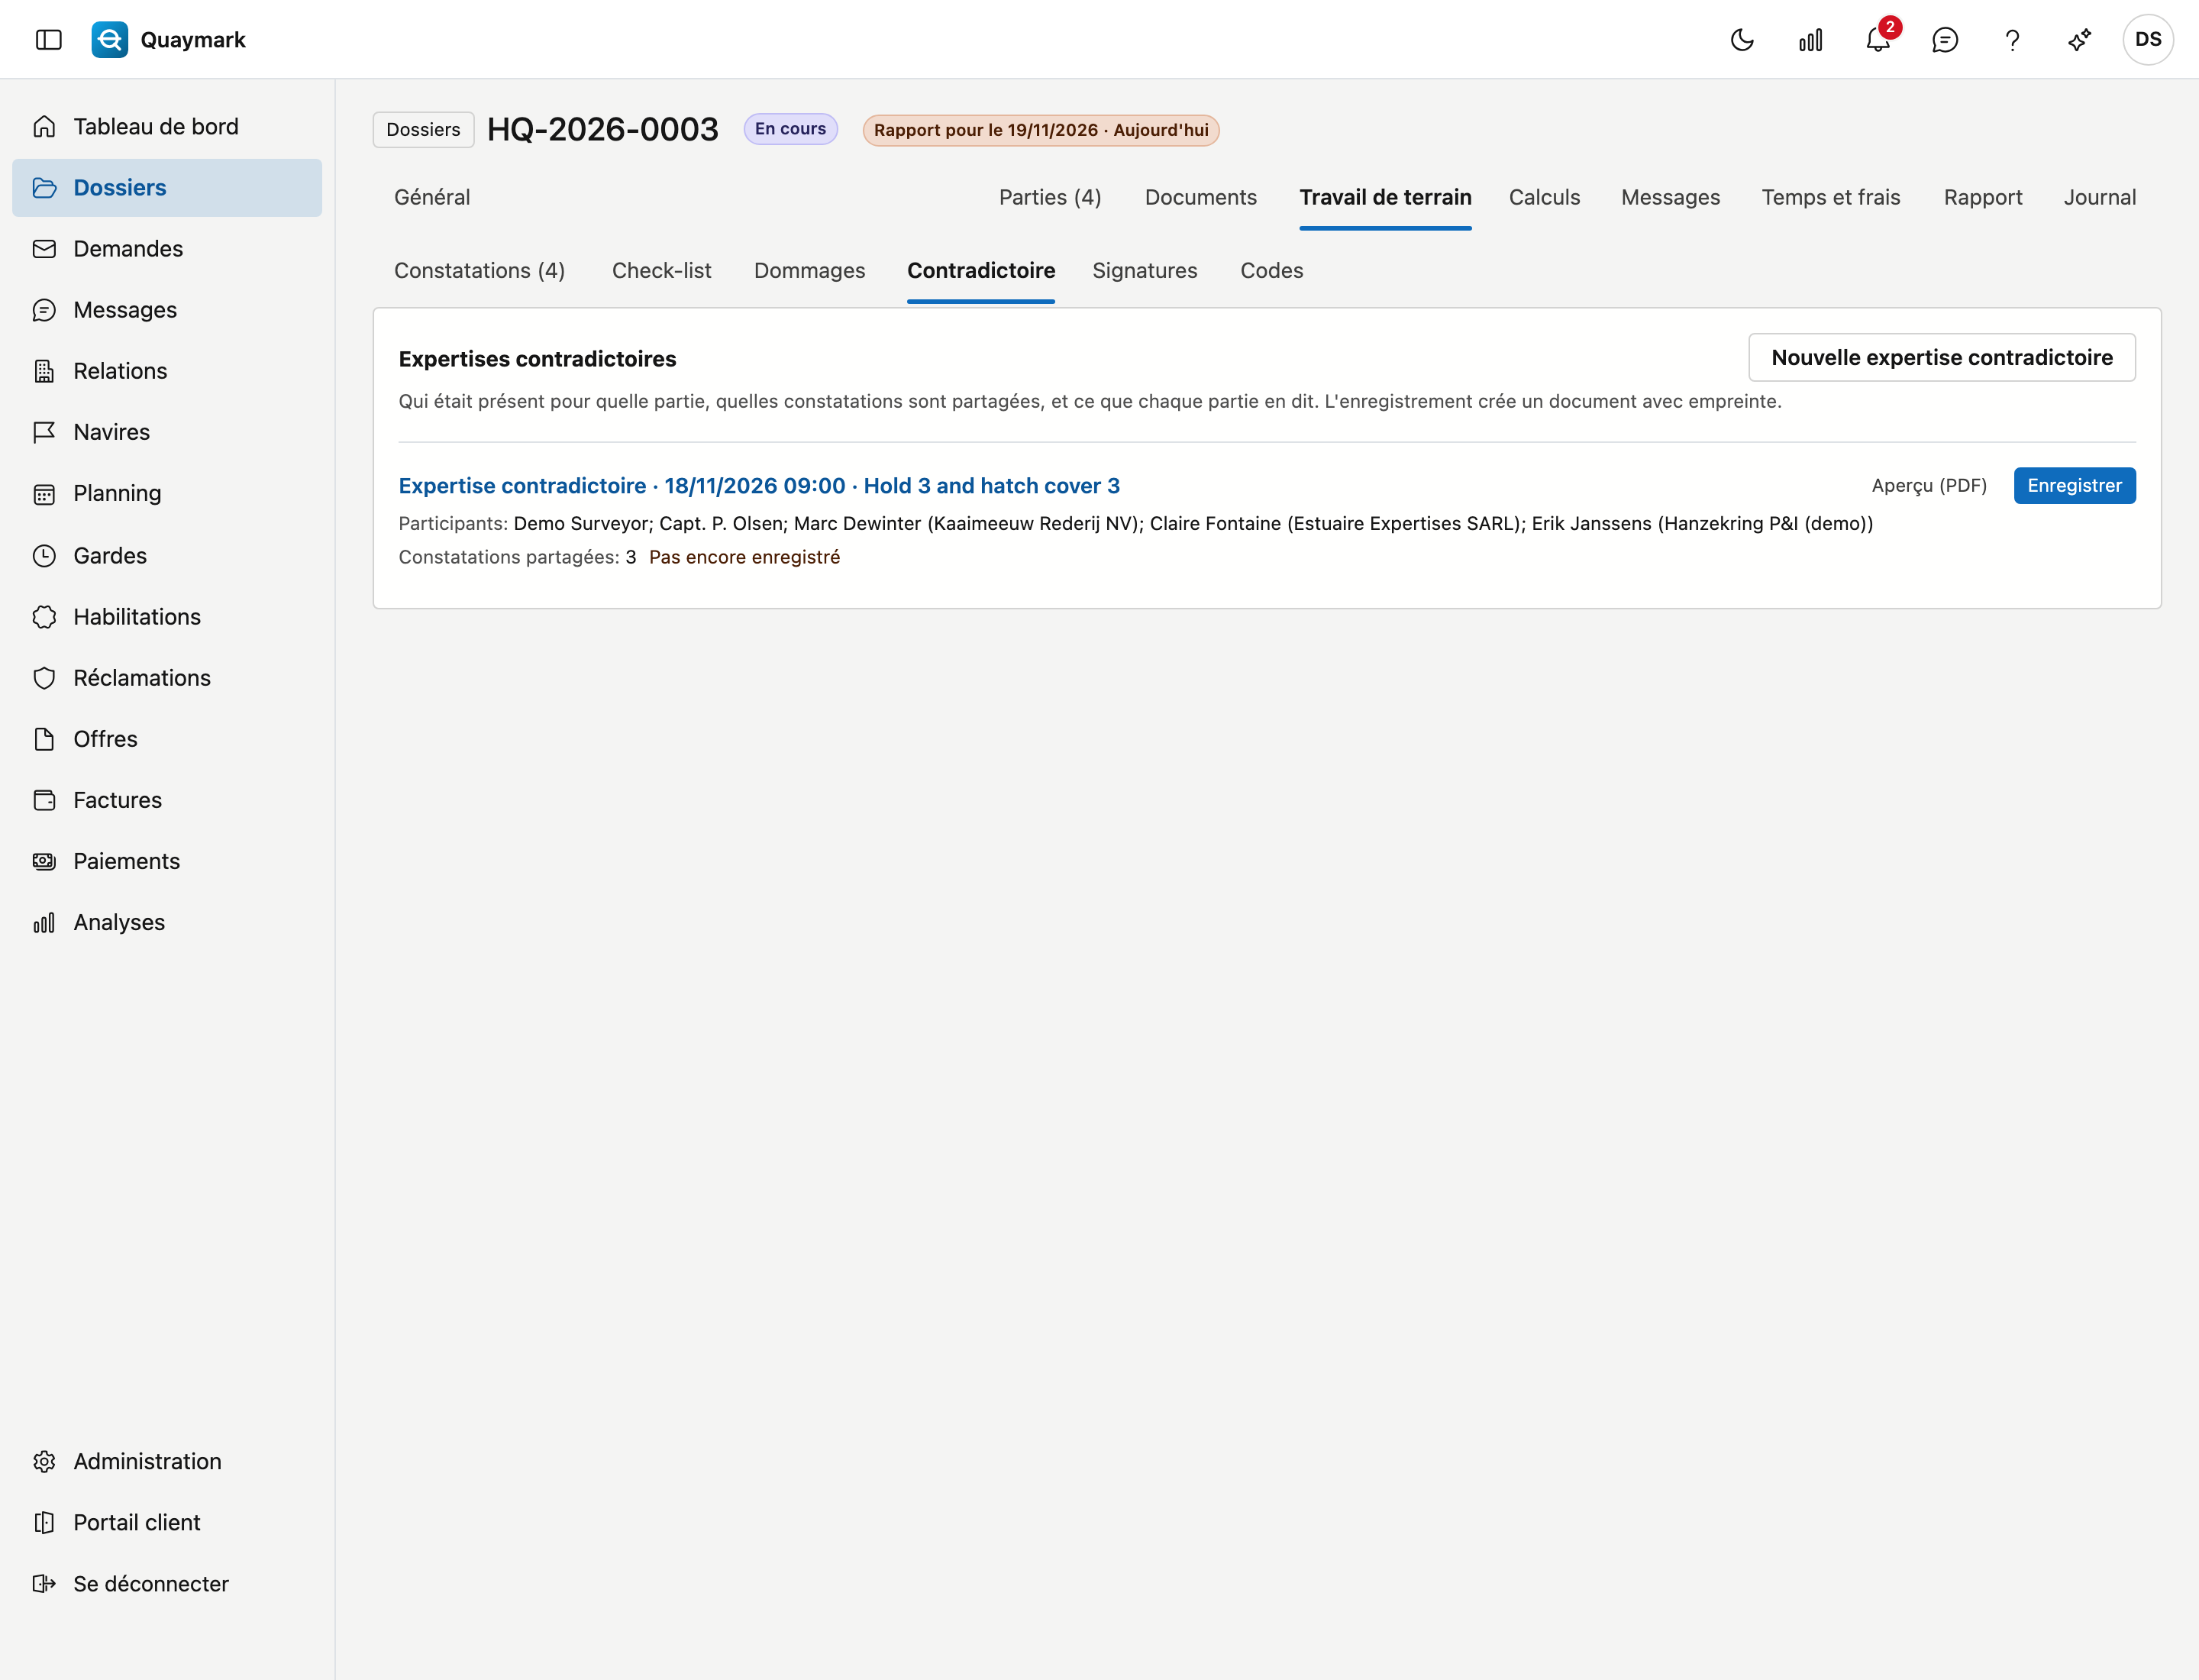 Quaymark
2
DS
Tableau de bord
Dossiers
Demandes
Messages
Relations
Navires
Planning
Gardes
Habilitations
Réclamations
Offres
Factures
Paiements
Analyses
Administration
Portail client
Se déconnecter
Dossiers HQ-2026-0003 En cours Rapport pour le 19/11/2026 · Aujourd'hui
Général Parties (4) Documents Travail de terrain Calculs Messages Temps et frais Rapport Journal
Constatations (4) Check-list Dommages Contradictoire Signatures Codes
Expertises contradictoires Nouvelle expertise contradictoire
Qui était présent pour quelle partie, quelles constatations sont partagées, et ce que chaque partie en dit. L'enregistrement crée un document avec empreinte.
Expertise contradictoire · 18/11/2026 09:00 · Hold 3 and hatch cover 3 Aperçu (PDF) Enregistrer
Participants: Demo Surveyor; Capt. P. Olsen; Marc Dewinter (Kaaimeeuw Rederij NV); Claire Fontaine (Estuaire Expertises SARL); Erik Janssens (Hanzekring P&I (demo))
Constatations partagées: 3 Pas encore enregistré